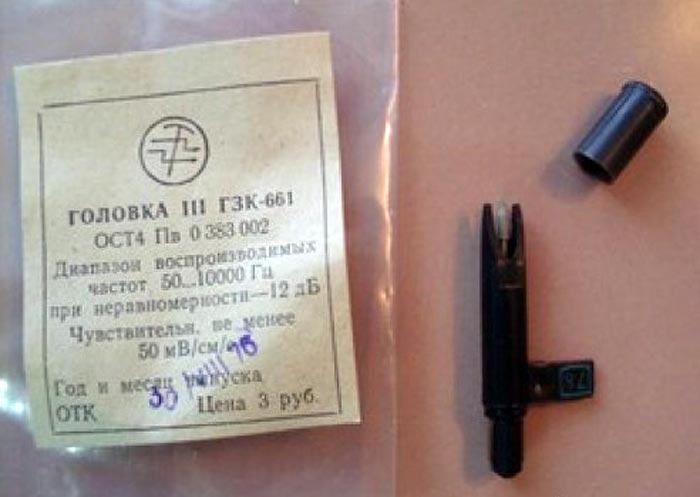 ГОЛОВКА III ГЗК-661
ОСТ4 Пв 0 383 002
Диапазон воспроизводимых
частот 50...10000 Гц
при неравномерности—12 дБ
Чувствительн. не менее
50 мВ/см/
Год и месяц выпуска
ОТК Цена 3 руб.
78